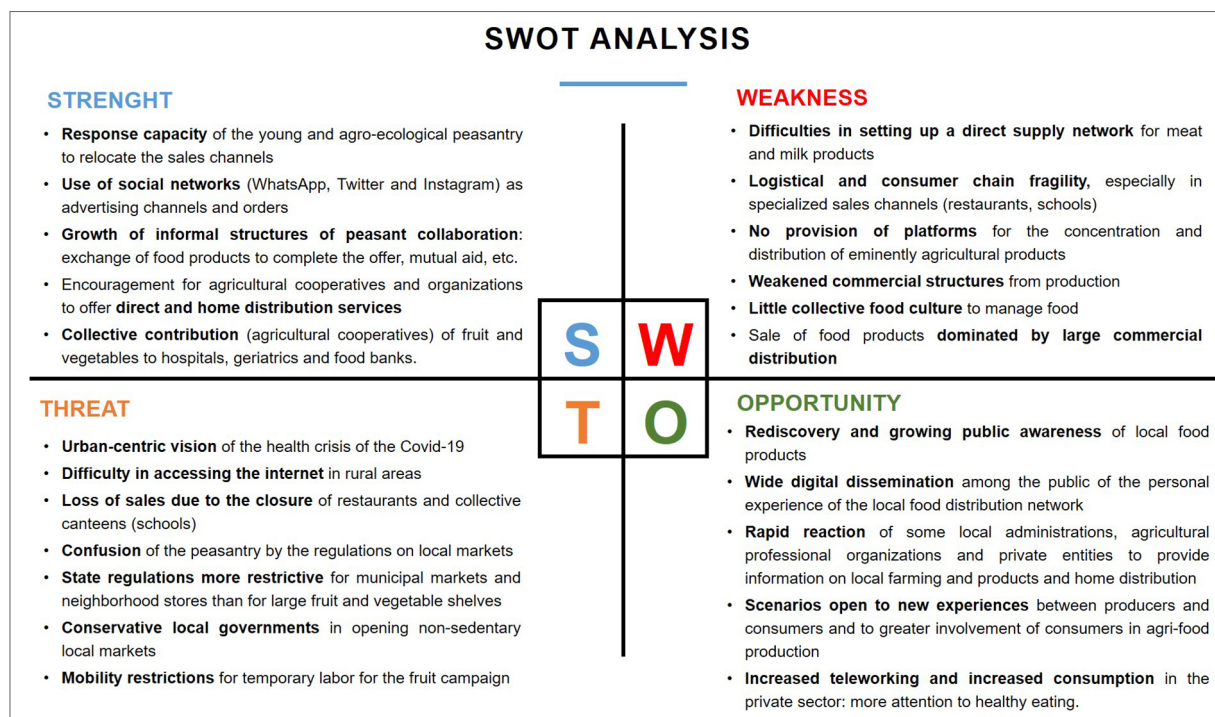 SWOT ANALYSIS
STRENGHT
• Response capacity of the young and agro-ecological peasantry
to relocate the sales channels
• Use of social networks (WhatsApp, Twitter and Instagram) as
advertising channels and orders
• Growth of informal structures of peasant collaboration:
exchange of food products to complete the offer, mutual aid, etc.
• Encouragement for agricultural cooperatives and organizations
to offer direct and home distribution services
• Collective contribution (agricultural cooperatives) of fruit and
vegetables to hospitals, geriatrics and food banks.
WEAKNESS
• Difficulties in setting up a direct supply network for meat
and milk products
• Logistical and consumer chain fragility, especially in
specialized sales channels (restaurants, schools)
• No provision of platforms for the concentration and
distribution of eminently agricultural products
• Weakened commercial structures from production
• Little collective food culture to manage food
• Sale of food products dominated by large commercial
distribution
S W
T O
THREAT
• Urban-centric vision of the health crisis of the Covid-19
• Difficulty in accessing the internet in rural areas
• Loss of sales due to the closure of restaurants and collective
canteens (schools)
• Confusion of the peasantry by the regulations on local markets
• State regulations more restrictive for municipal markets and
neighborhood stores than for large fruit and vegetable shelves
• Conservative local governments in opening non-sedentary
local markets
• Mobility restrictions for temporary labor for the fruit campaign
OPPORTUNITY
• Rediscovery and growing public awareness of local food
products
• Wide digital dissemination among the public of the personal
experience of the local food distribution network
• Rapid reaction of some local administrations, agricultural
professional organizations and private entities to provide
information on local farming and products and home distribution
• Scenarios open to new experiences between producers and
consumers and to greater involvement of consumers in agri-food
production
• Increased teleworking and increased consumption in the
private sector: more attention to healthy eating.